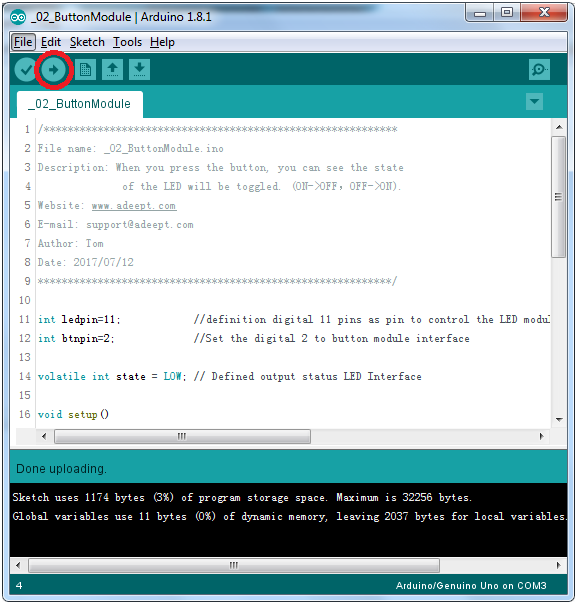 _02_ButtonModule | Arduino 1.8.1
File Edit Sketch Tools Help
_02_ButtonModule
1 /************************************************************
2 File name: _02_ButtonModule.ino
3 Description: When you press the button, you can see the state
4 of the LED will be toggled. (ON->OFF, OFF->ON).
5 Website: www.adeept.com
6 E-mail: support@adeept.com
7 Author: Tom
8 Date: 2017/07/12
9 ************************************************************/
10
11 int ledpin=11; //definition digital 11 pins as pin to control the LED modul
12 int btnpin=2; //Set the digital 2 to button module interface
13
14 volatile int state = LOW; // Defined output status LED Interface
15
16 void setup()
Done uploading.
Sketch uses 1174 bytes (3%) of program storage space. Maximum is 32256 bytes.
Global variables use 11 bytes (0%) of dynamic memory, leaving 2037 bytes for local variables.
4 Arduino/Genuino Uno on COM3